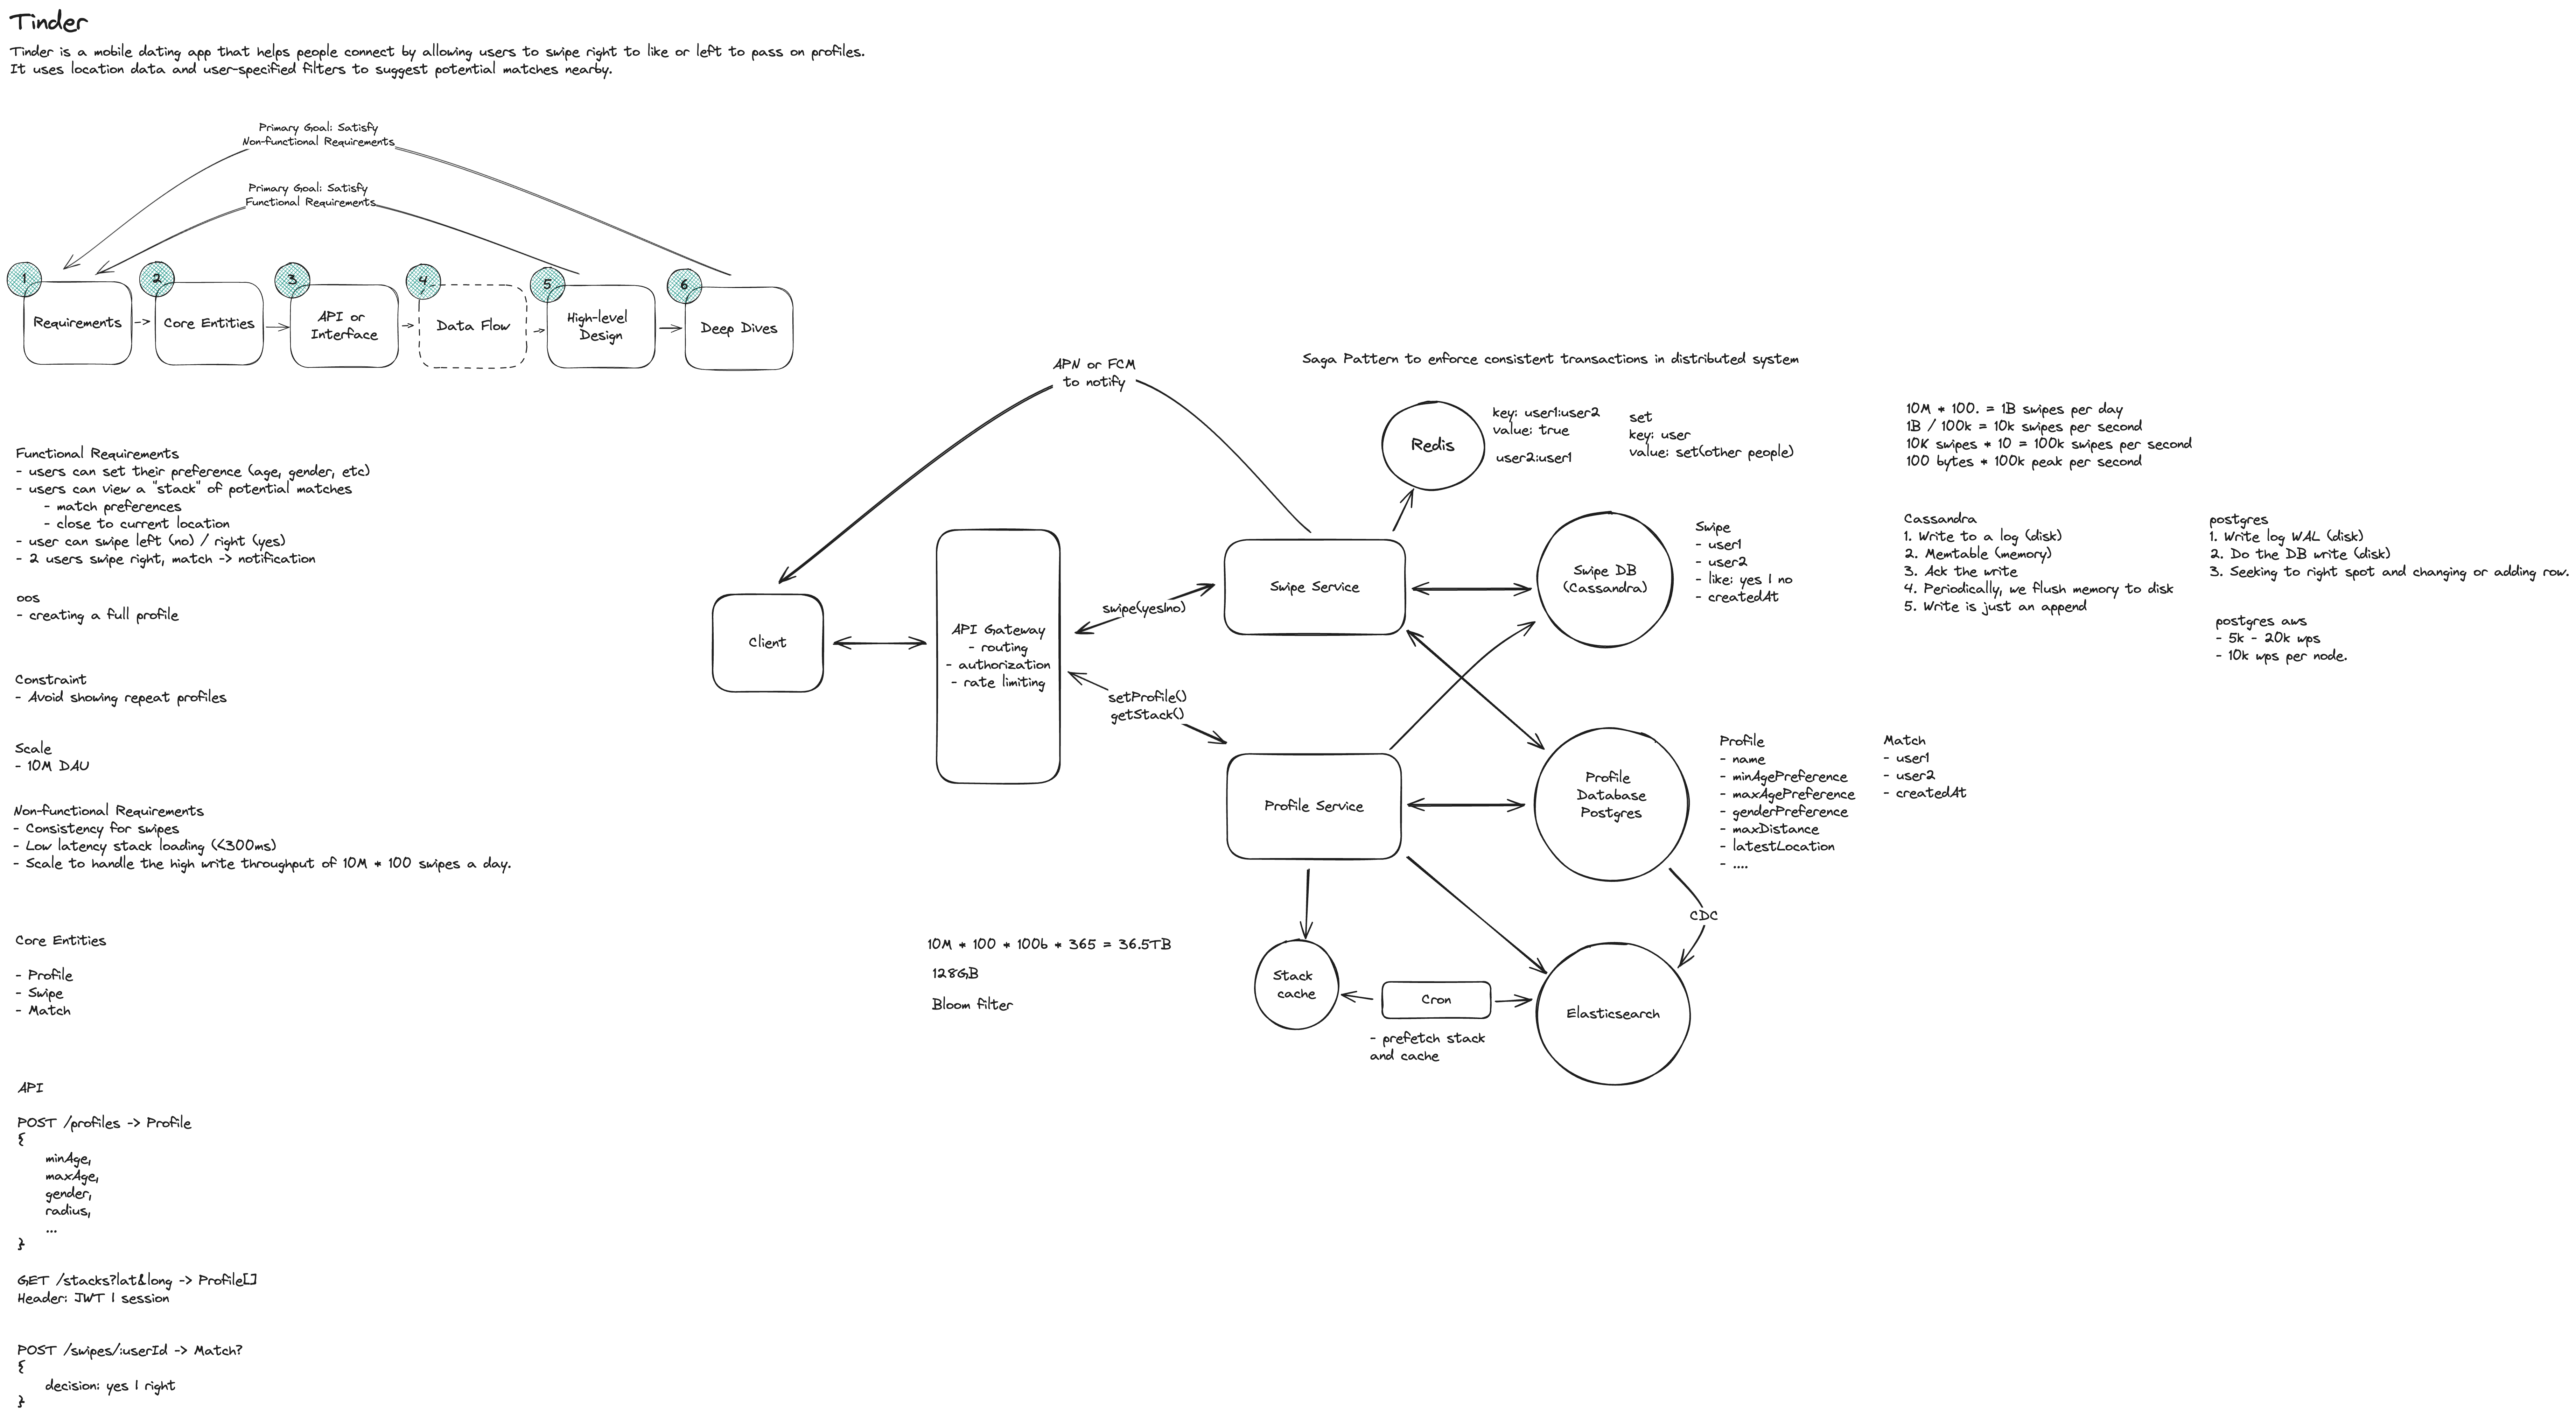 Tinder
Tinder is a mobile dating app that helps people connect by allowing users to swipe right to like or left to pass on profiles.
It uses location data and user-specified filters to suggest potential matches nearby.
Primary Goal: Satisfy
Non-functional Requirements
Primary Goal: Satisfy
Functional Requirements
1
Requirements
2
Core Entities
3
API or
Interface
4
Data Flow
5
High-level
Design
6
Deep Dives
Functional Requirements
- users can set their preference (age, gender, etc)
- users can view a "stack" of potential matches
- match preferences
- close to current location
- user can swipe left (no) / right (yes)
- 2 users swipe right, match -> notification
oos
- creating a full profile
Constraint
- Avoid showing repeat profiles
Scale
- 10M DAU
Non-functional Requirements
- Consistency for swipes
- Low latency stack loading (<300ms)
- Scale to handle the high write throughput of 10M * 100 swipes a day.
Core Entities
- Profile
- Swipe
- Match
API
POST /profiles -> Profile
{
minAge,
maxAge,
gender,
radius,
...
}
GET /stacks?lat&long -> Profile[]
Header: JWT | session
POST /swipes/:userId -> Match?
{
decision: yes | right
}
APN or FCM
to notify
Client
API Gateway
- routing
- authorization
- rate limiting
swipe(yes|no)
setProfile()
getStack()
Swipe Service
Profile Service
Saga Pattern to enforce consistent transactions in distributed system
Redis
key: user1:user2
value: true
user2:user1
set
key: user
value: set(other people)
Swipe DB
(Cassandra)
Swipe
- user1
- user2
- like: yes | no
- createdAt
Profile
Database
Postgres
Profile
- name
- minAgePreference
- maxAgePreference
- genderPreference
- maxDistance
- latestLocation
- ....
Match
- user1
- user2
- createdAt
CDC
Stack
cache
Cron
- prefetch stack
and cache
Elasticsearch
10M * 100 * 100b * 365 = 36.5TB
128GB
Bloom filter
10M * 100. = 1B swipes per day
1B / 100k = 10k swipes per second
10K swipes * 10 = 100k swipes per second
100 bytes * 100k peak per second
Cassandra
1. Write to a log (disk)
2. Memtable (memory)
3. Ack the write
4. Periodically, we flush memory to disk
5. Write is just an append
postgres
1. Write log WAL (disk)
2. Do the DB write (disk)
3. Seeking to right spot and changing or adding row.
postgres aws
- 5k - 20k wps
- 10k wps per node.